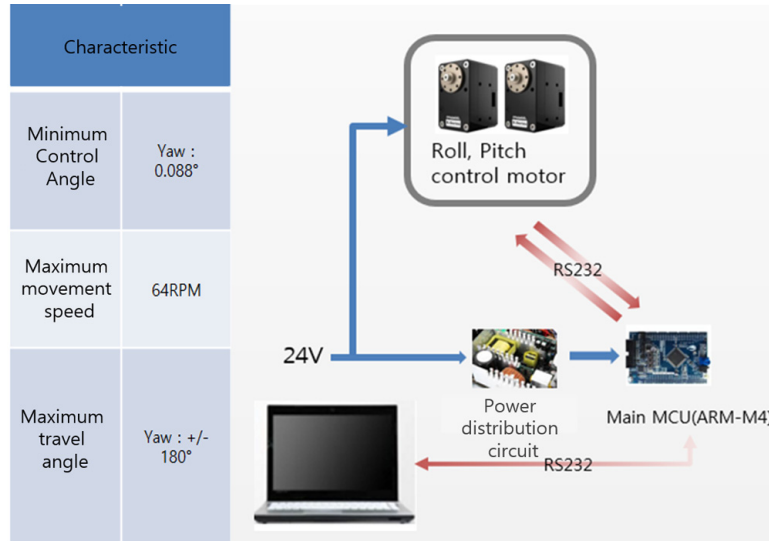 Characteristic
Minimum
Control
Angle
Yaw :
0.088°
Maximum
movement
speed
64RPM
Maximum
travel
angle
Yaw : +/-
180°
Roll, Pitch
control motor
RS232
24V
Power
distribution
circuit
Main MCU(ARM-M4)
RS232